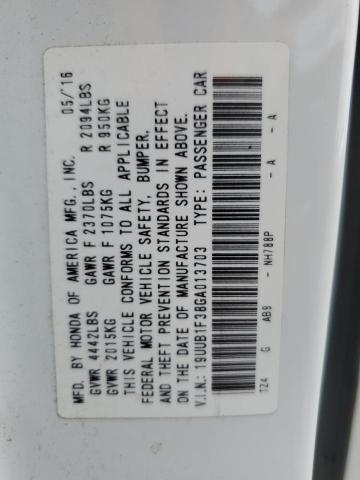 MFD. BY HONDA OF AMERICA MFG., INC. 05/'16
GVWR 4442LBS GAWR F 2370LBS R 2094LBS
GVWR 2015KG GAWR F 1075KG R 950KG
THIS VEHICLE CONFORMS TO ALL APPLICABLE
FEDERAL MOTOR VEHICLE SAFETY, BUMPER,
AND THEFT PREVENTION STANDARDS IN EFFECT
ON THE DATE OF MANUFACTURE SHOWN ABOVE.
V.I.N.: 19UUB1F38GA013703 TYPE: PASSENGER CAR
TZ4 G AB9 - NH788P - A - A